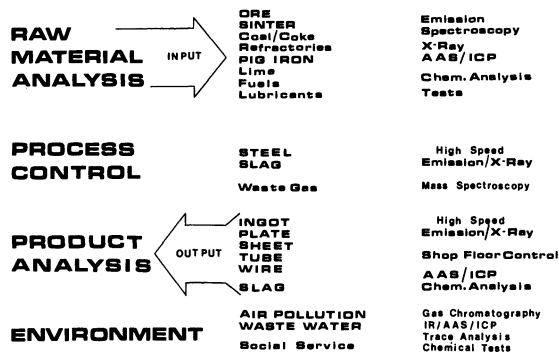 RAW MATERIAL ANALYSIS
INPUT
ORE
SINTER
Coal/Coke
Refractories
PIG IRON
Lime
Fuels
Lubricants
Emission
Spectroscopy
X-Ray
AAS/ICP
Chem. Analysis
Tests
PROCESS CONTROL
STEEL
SLAG
Waste Gas
High Speed
Emission/X-Ray
Mass Spectroscopy
PRODUCT ANALYSIS
OUTPUT
INGOT
PLATE
SHEET
TUBE
WIRE
SLAG
High Speed
Emission/X-Ray
Shop Floor Control
AAS/ICP
Chem. Analysis
ENVIRONMENT
AIR POLLUTION
WASTE WATER
Social Service
Gas Chromatography
IR/AAS/ICP
Trace Analysis
Chemical Tests